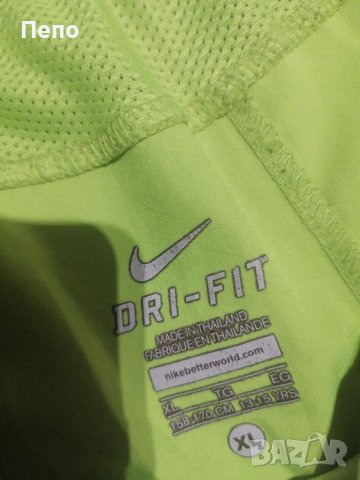 Пепо
DRI-FIT
MADE IN THAILAND
FABRIQUE EN THAILANDE
nikebetterworld.com
XL TG EG
158-170 CM 13-15 YRS
XL
BAZAR